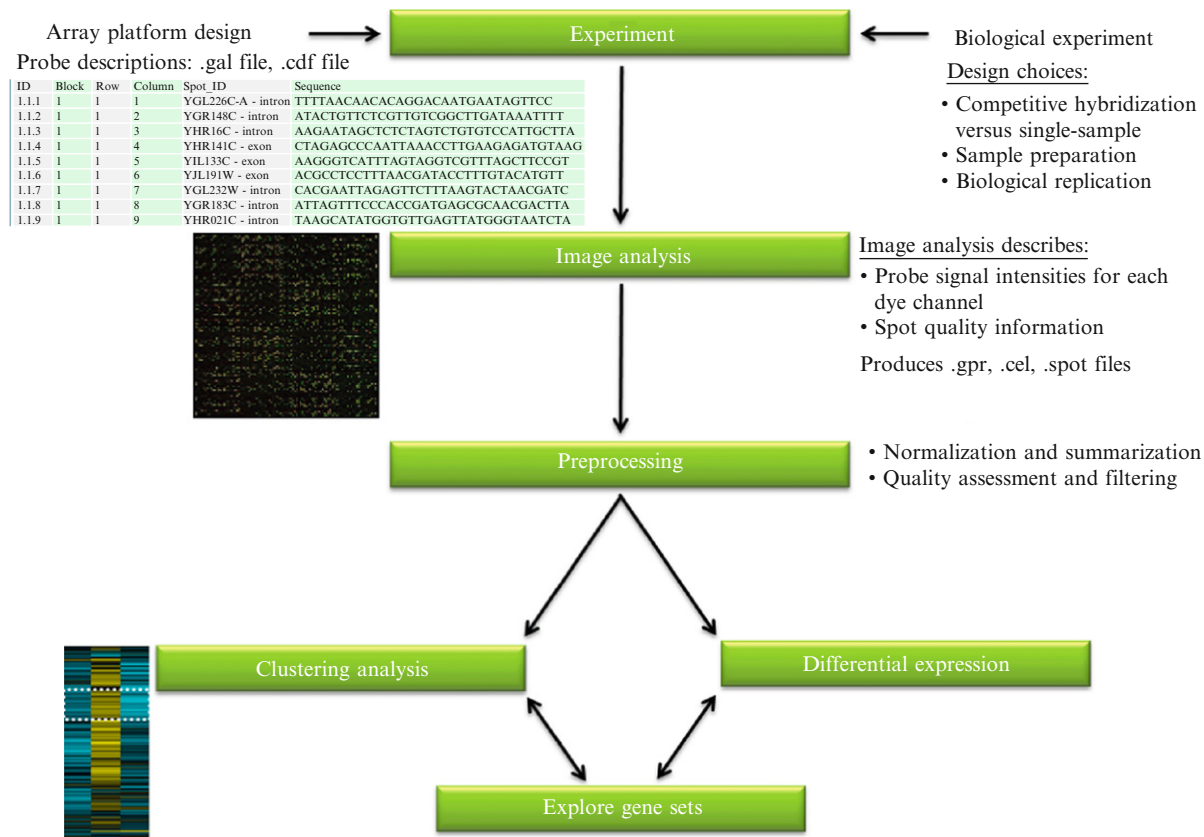 Array platform design
Experiment
Biological experiment
Probe descriptions: .gal file, .cdf file
ID Block Row Column Spot_ID Sequence
1.1.1 1 1 1 YGL226C-A - intron TTTTAACAACACAGGACAATGAATAGTTCC
1.1.2 1 1 2 YGR148C - intron ATACTGTTCTCGTTGTCGGCTTGATAAATTTT
1.1.3 1 1 3 YHR16C - intron AAGAATAGCTCTCTAGTCTGTGTCCATTGCTTA
1.1.4 1 1 4 YHR141C - exon CTAGAGCCCAATTAAACCTTGAAGAGATGTAAG
1.1.5 1 1 5 YIL133C - exon AAGGGTCATTTAGTAGGTCGTTTAGCTTCCGT
1.1.6 1 1 6 YJL191W - exon ACGCCTCCTTTAACGATACCTTTGTACATGTT
1.1.7 1 1 7 YGL232W - intron CACGAATTAGAGTTCTTTAAGTACTAACGATC
1.1.8 1 1 8 YGR183C - intron ATTAGTTTCCCACCGATGAGCGCAACGACTTA
1.1.9 1 1 9 YHR021C - intron TAAGCATATGGTGTTGAGTTATGGGTAATCTA
Design choices:
• Competitive hybridization
versus single-sample
• Sample preparation
• Biological replication
Image analysis
Image analysis describes:
• Probe signal intensities for each
dye channel
• Spot quality information
Produces .gpr, .cel, .spot files
Preprocessing
• Normalization and summarization
• Quality assessment and filtering
Clustering analysis
Differential expression
Explore gene sets